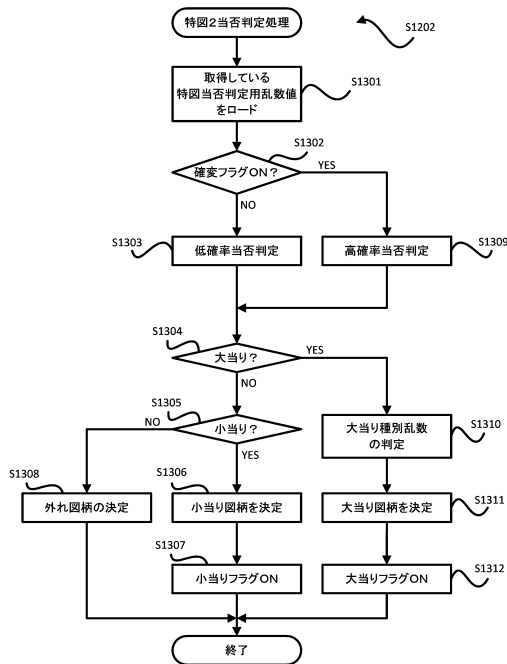 特図2当否判定処理
S1202
取得している
特図当否判定用乱数値
をロード
S1301
S1302
確変フラグON？
YES
NO
S1303
低確率当否判定
高確率当否判定
S1309
S1304
大当り？
YES
NO
S1305
小当り？
NO
YES
大当り種別乱数
の判定
S1310
S1308
外れ図柄の決定
S1306
小当り図柄を決定
大当り図柄を決定
S1311
S1307
小当りフラグON
大当りフラグON
S1312
終了